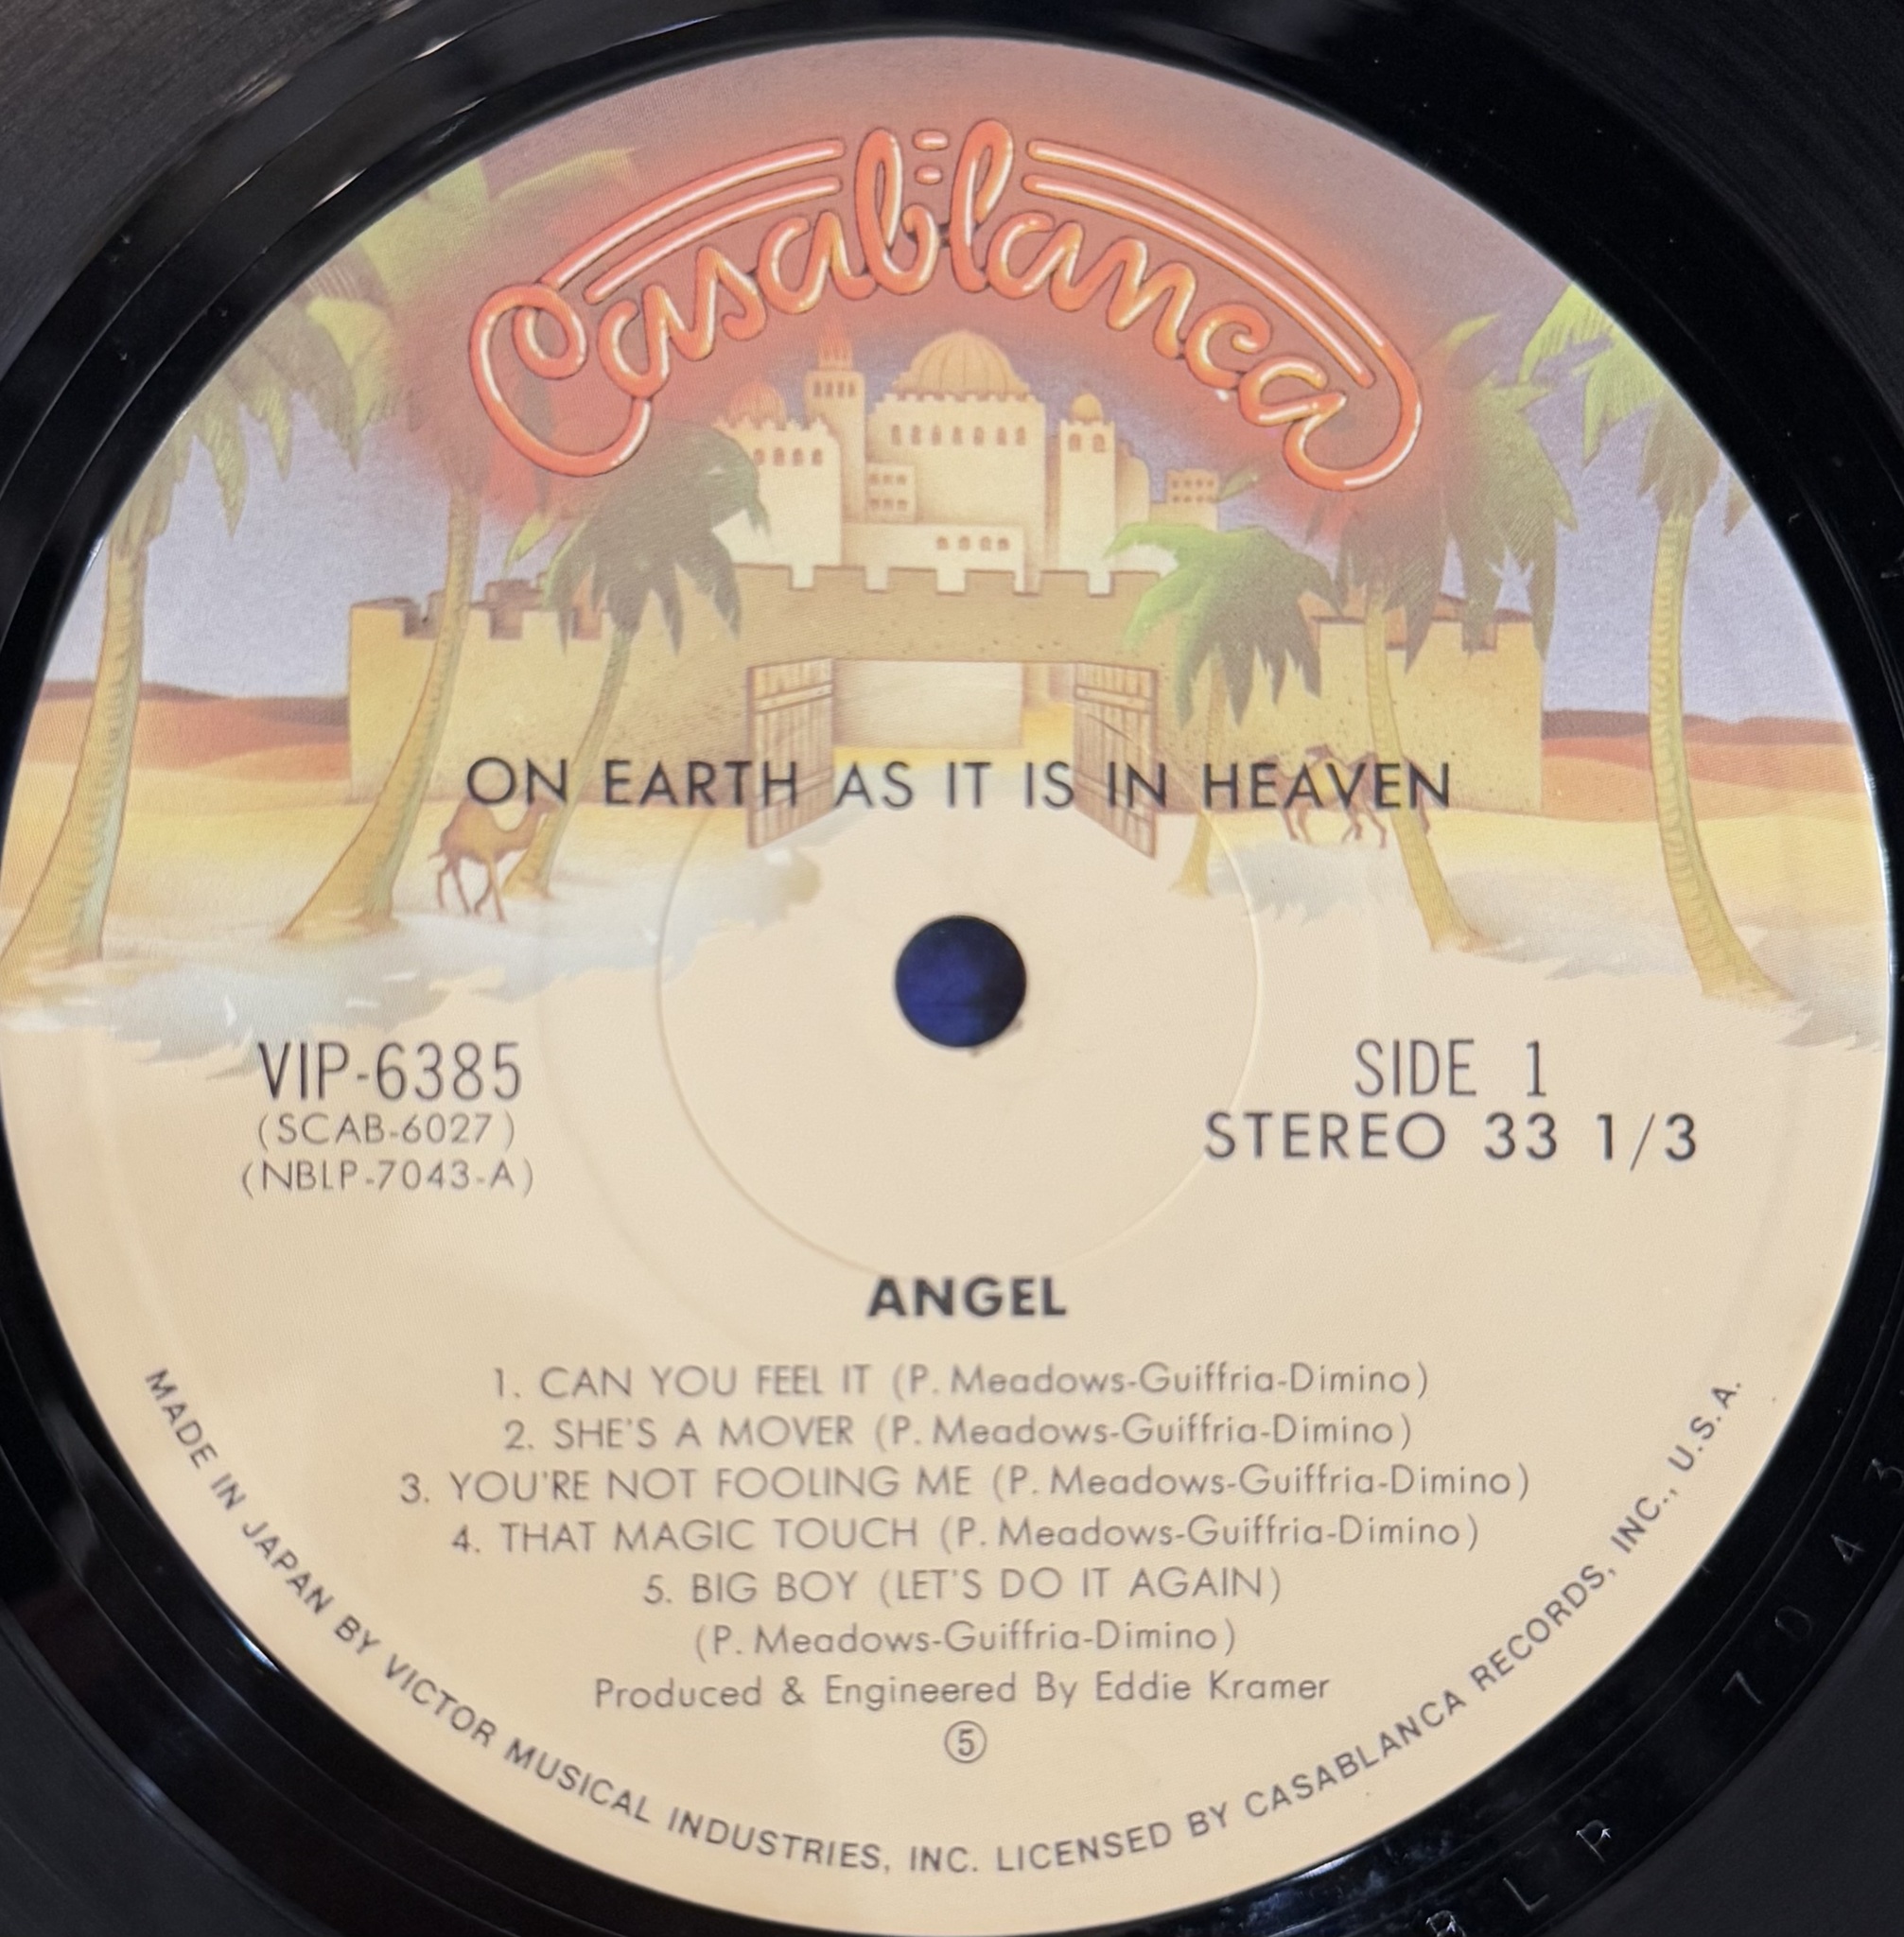 Casablanca
ON EARTH AS IT IS IN HEAVEN
VIP-6385
(SCAB-6027)
(NBLP-7043-A)
SIDE 1
STEREO 33 1/3
ANGEL
1. CAN YOU FEEL IT (P. Meadows-Guiffria-Dimino)
2. SHE'S A MOVER (P. Meadows-Guiffria-Dimino)
3. YOU'RE NOT FOOLING ME (P. Meadows-Guiffria-Dimino)
4. THAT MAGIC TOUCH (P. Meadows-Guiffria-Dimino)
5. BIG BOY (LET'S DO IT AGAIN)
(P. Meadows-Guiffria-Dimino)
Produced & Engineered By Eddie Kramer
⑤
MADE IN JAPAN BY VICTOR MUSICAL INDUSTRIES, INC. LICENSED BY CASABLANCA RECORDS, INC., U.S.A.
BLP 7043